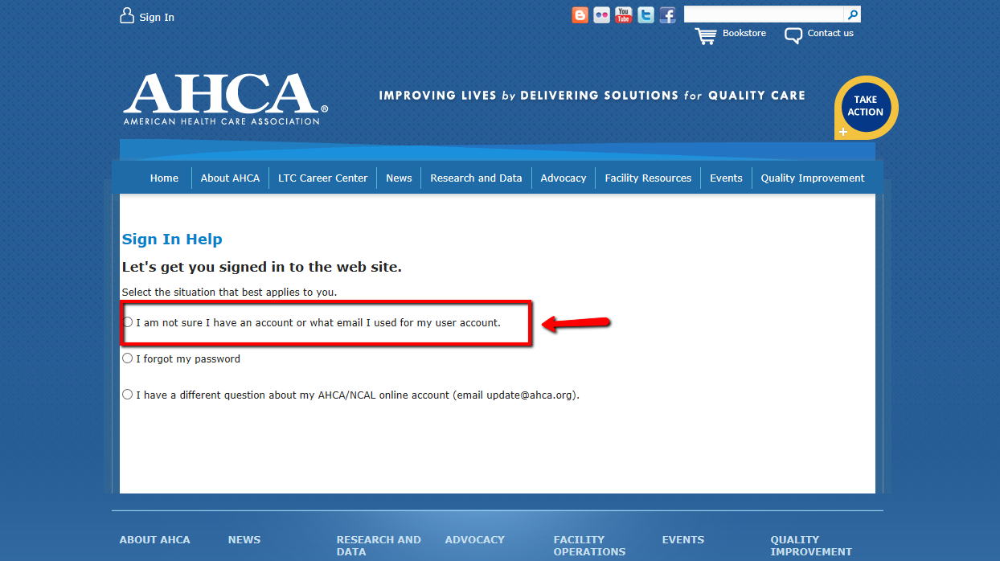 Sign In
You
Tube
Bookstore
Contact us
AHCA®
AMERICAN HEALTH CARE ASSOCIATION
IMPROVING LIVES by DELIVERING SOLUTIONS for QUALITY CARE
TAKE
ACTION
+
Home
About AHCA
LTC Career Center
News
Research and Data
Advocacy
Facility Resources
Events
Quality Improvement
Sign In Help
Let's get you signed in to the web site.
Select the situation that best applies to you.
I am not sure I have an account or what email I used for my user account.
I forgot my password
I have a different question about my AHCA/NCAL online account (email update@ahca.org).
ABOUT AHCA
NEWS
RESEARCH AND
DATA
ADVOCACY
FACILITY
OPERATIONS
EVENTS
QUALITY
IMPROVEMENT